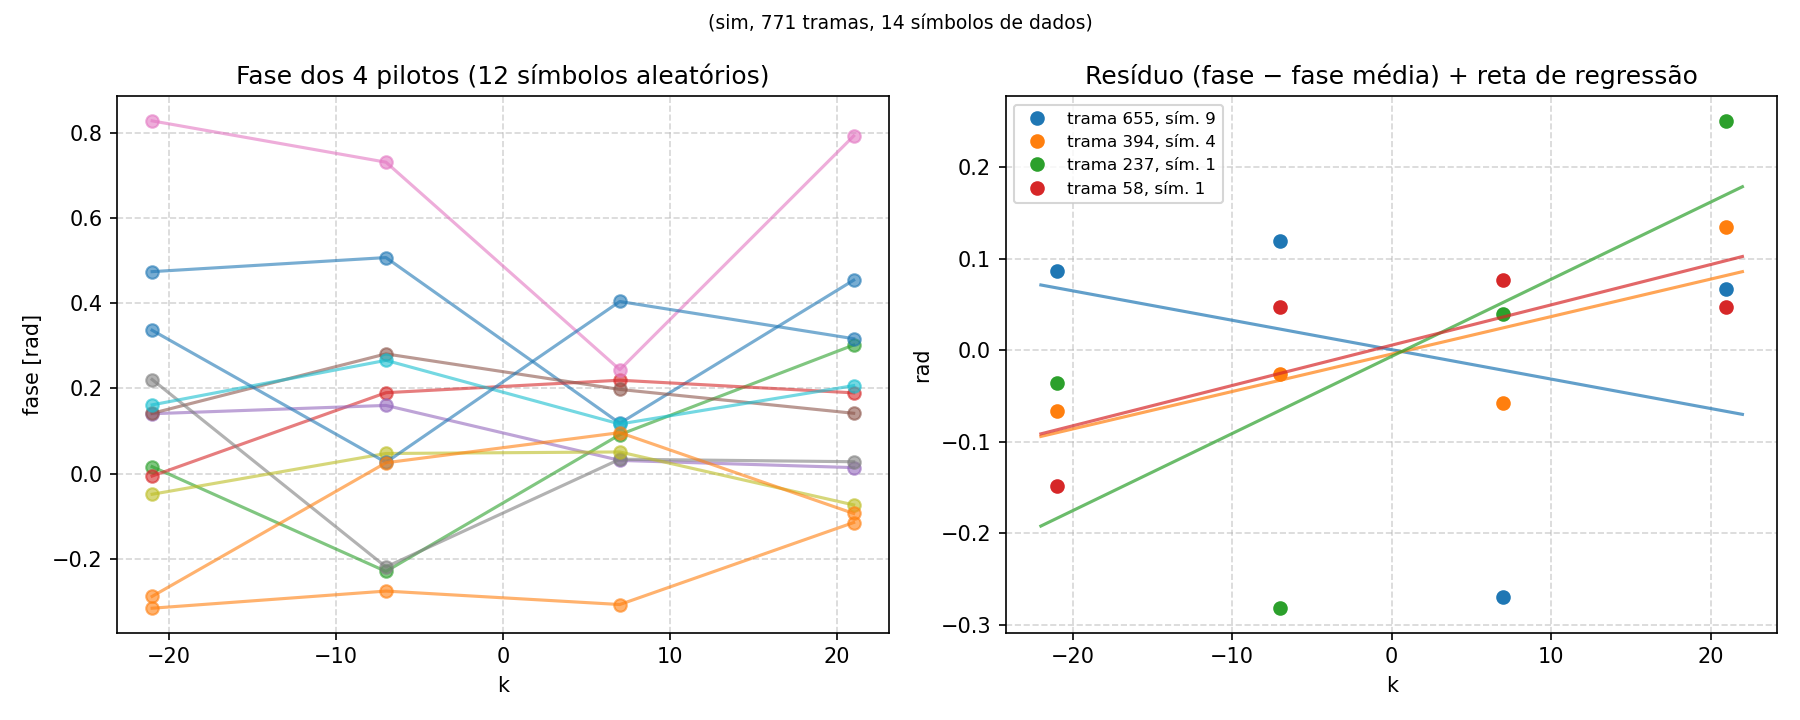 (sim, 771 tramas, 14 símbolos de dados)
Fase dos 4 pilotos (12 símbolos aleatórios)
fase [rad]
0.8
0.6
0.4
0.2
0.0
−0.2
−20
−10
0
10
20
k
Resíduo (fase − fase média) + reta de regressão
trama 655, sím. 9
trama 394, sím. 4
trama 237, sím. 1
trama 58, sím. 1
rad
0.2
0.1
0.0
−0.1
−0.2
−0.3
−20
−10
0
10
20
k